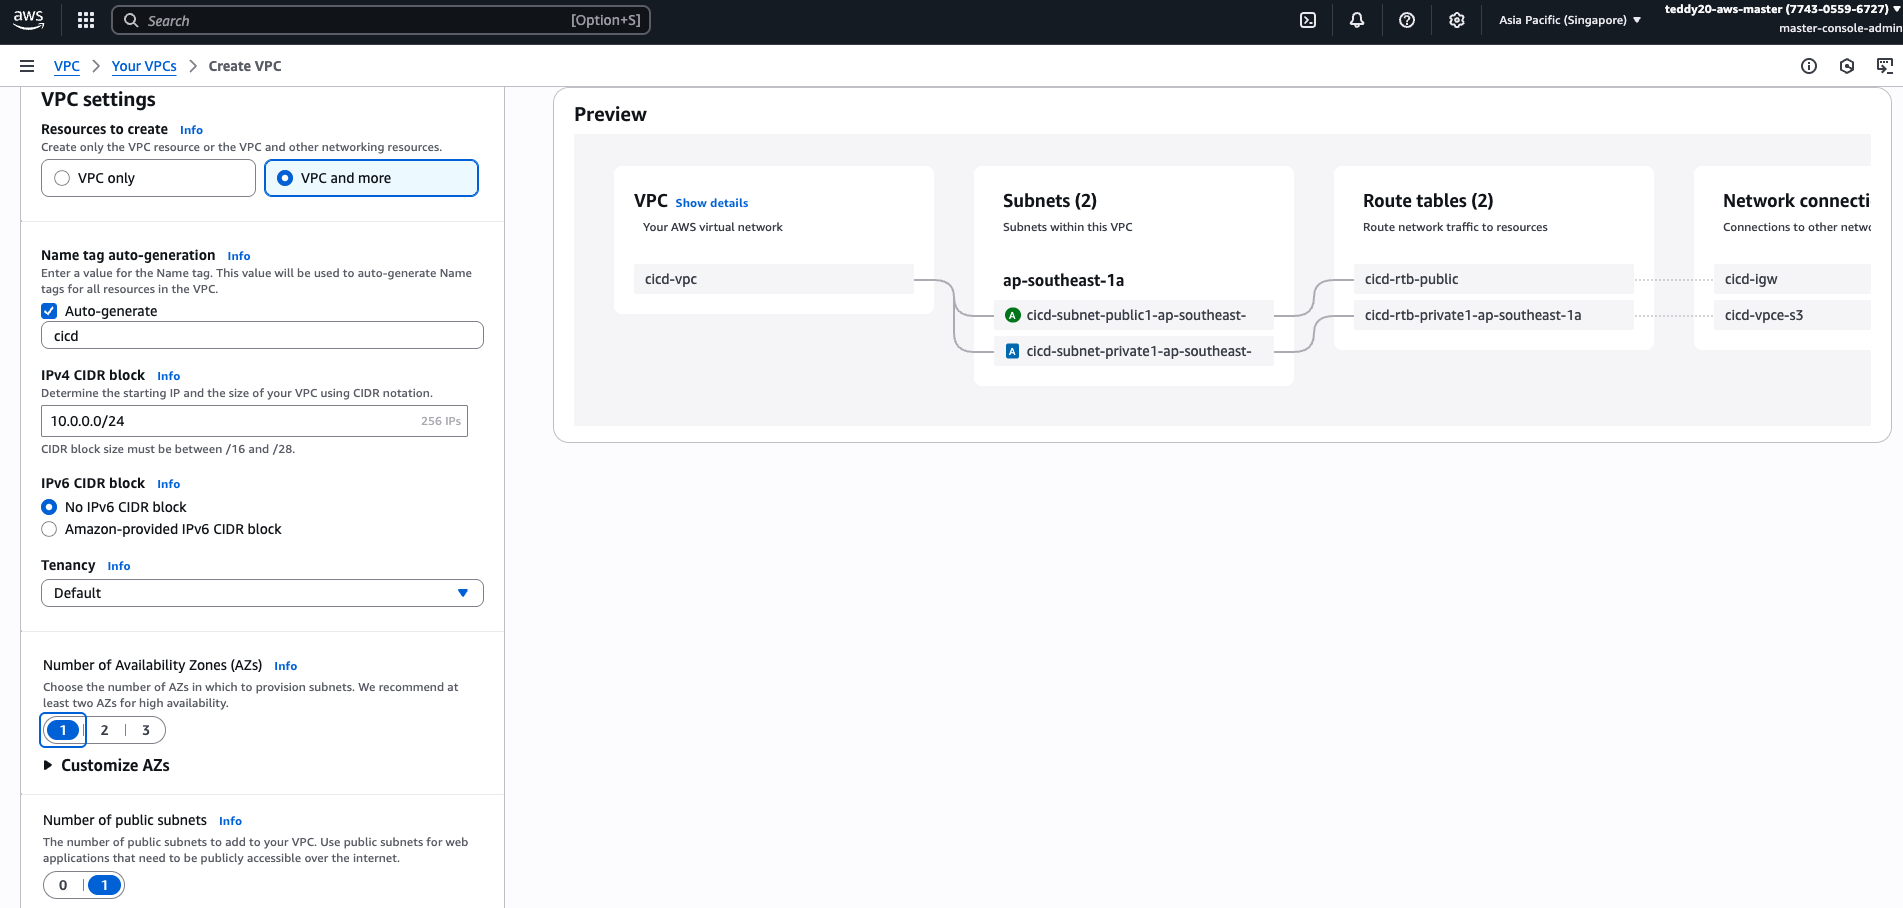 aws
Search
[Option+S]
Asia Pacific (Singapore)
teddy20-aws-master (7743-0559-6727)
master-console-admin
VPC
Your VPCs
Create VPC
VPC settings
Resources to create Info
Create only the VPC resource or the VPC and other networking resources.
VPC only
VPC and more
Name tag auto-generation Info
Enter a value for the Name tag. This value will be used to auto-generate Name
tags for all resources in the VPC.
Auto-generate
cicd
IPv4 CIDR block Info
Determine the starting IP and the size of your VPC using CIDR notation.
10.0.0.0/24
256 IPs
CIDR block size must be between /16 and /28.
IPv6 CIDR block Info
No IPv6 CIDR block
Amazon-provided IPv6 CIDR block
Tenancy Info
Default
Number of Availability Zones (AZs) Info
Choose the number of AZs in which to provision subnets. We recommend at
least two AZs for high availability.
1 2 3
Customize AZs
Number of public subnets Info
The number of public subnets to add to your VPC. Use public subnets for web
applications that need to be publicly accessible over the internet.
0 1
Preview
VPC Show details
Your AWS virtual network
cicd-vpc
Subnets (2)
Subnets within this VPC
ap-southeast-1a
A cicd-subnet-public1-ap-southeast-
A cicd-subnet-private1-ap-southeast-
Route tables (2)
Route network traffic to resources
cicd-rtb-public
cicd-rtb-private1-ap-southeast-1a
Network connecti
Connections to other netwo
cicd-igw
cicd-vpce-s3